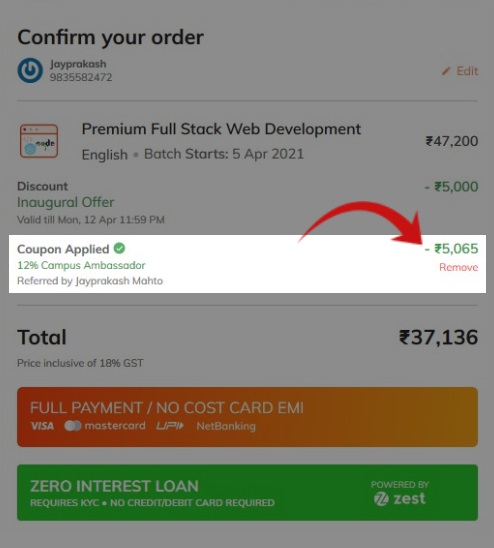 Confirm your order
Jayprakash
9835582472
Edit
node
Premium Full Stack Web Development
English • Batch Starts: 5 Apr 2021
₹47,200
Discount
- ₹5,000
Inaugural Offer
Valid till Mon, 12 Apr 11:59 PM
Coupon Applied
- ₹5,065
12% Campus Ambassador
Remove
Referred by Jayprakash Mahto
Total
₹37,136
Price inclusive of 18% GST
FULL PAYMENT / NO COST CARD EMI
VISA mastercard UPI NetBanking
ZERO INTEREST LOAN
REQUIRES KYC • NO CREDIT/DEBIT CARD REQUIRED
POWERED BY
zest